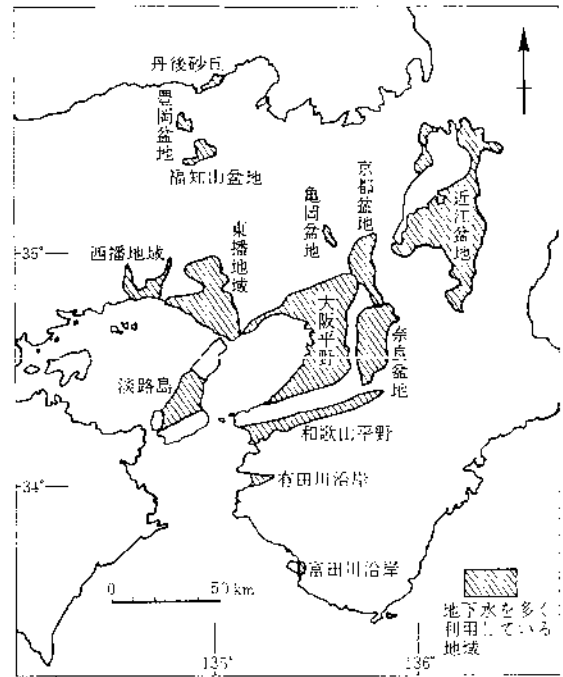 丹後砂丘
豊岡盆地
福知山盆地
京都盆地
亀岡盆地
近江盆地
35°
西播地域
東播地域
大阪平野
奈良盆地
淡路島
和歌山平野
34°
有田川沿岸
富田川沿岸
0 50 km
地下水を多く
利用している
地域
135°
136°